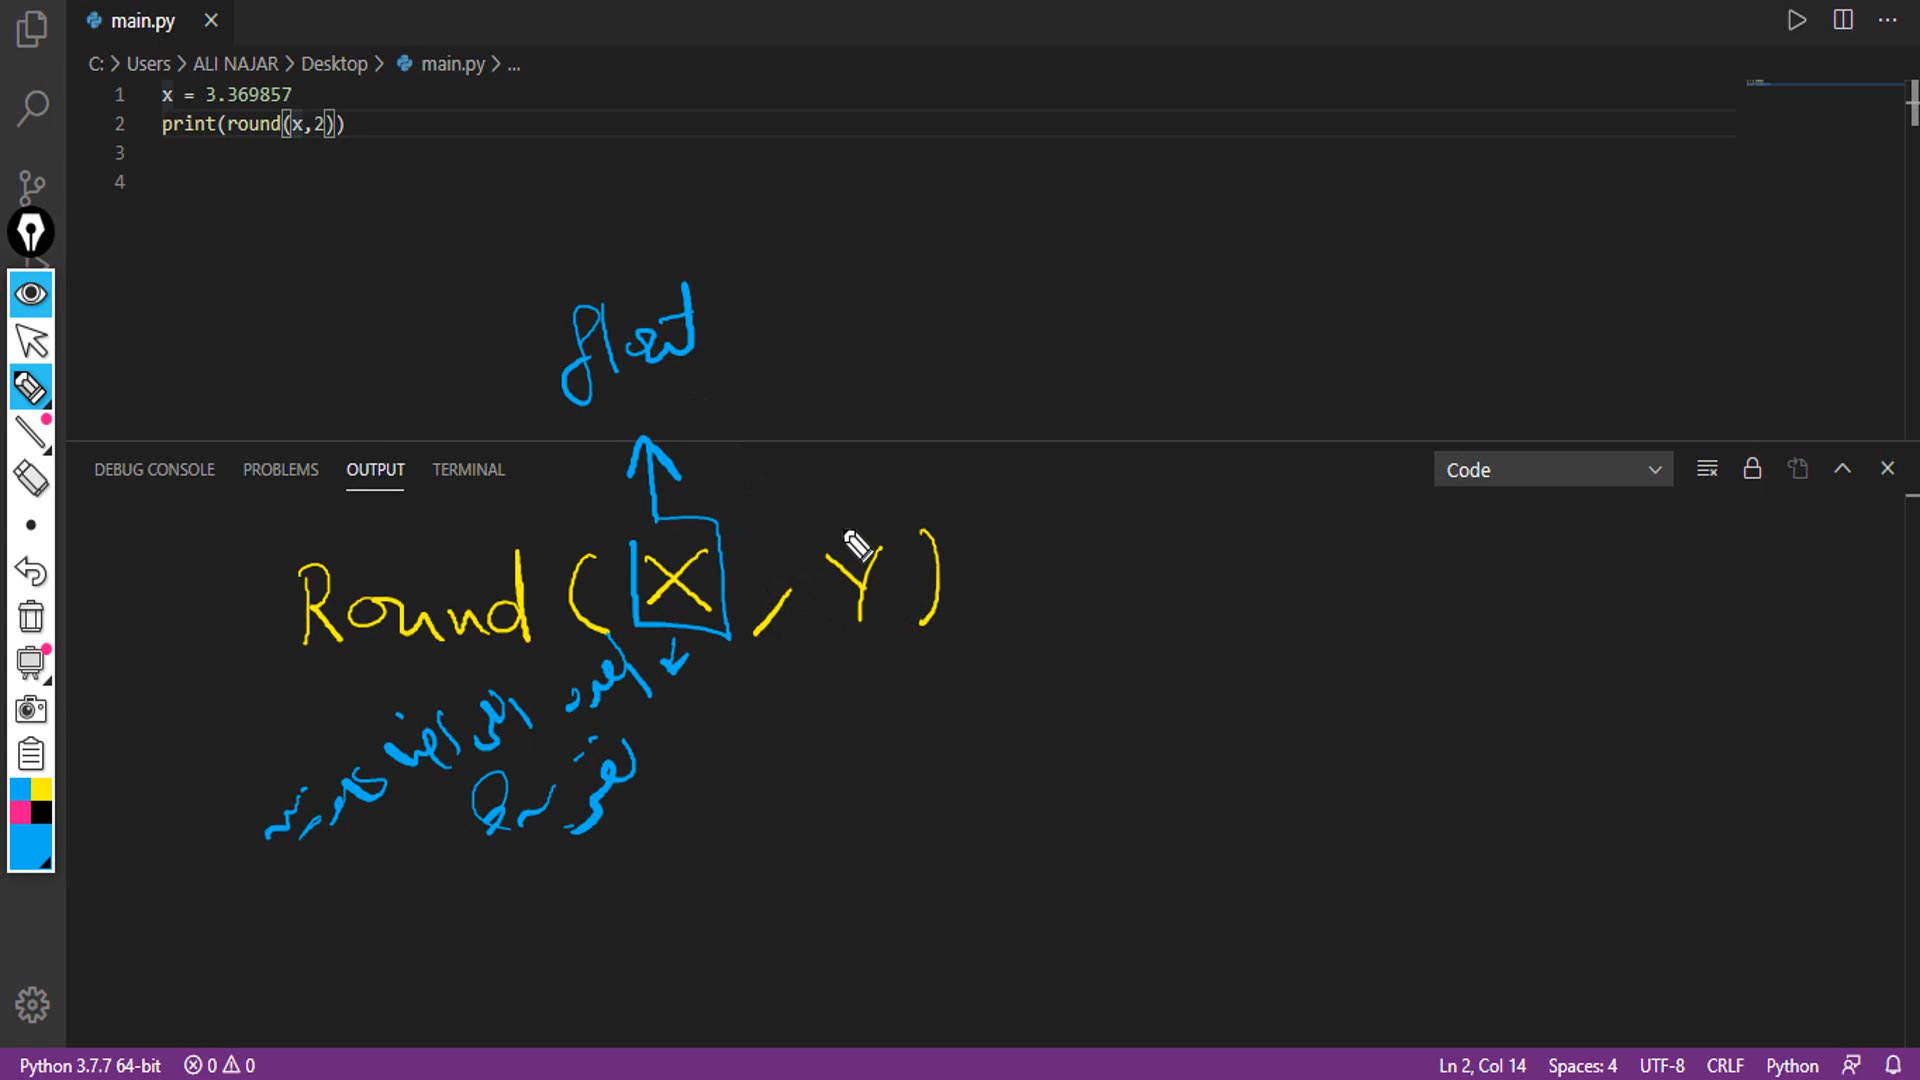 main.py
C: > Users > ALI NAJAR > Desktop > main.py > ...
1 x = 3.369857
2 print(round(x,2))
3
4
float
DEBUG CONSOLE PROBLEMS OUTPUT TERMINAL
Code
Round ( X , Y )
Python 3.7.7 64-bit 0 0 Ln 2, Col 14 Spaces: 4 UTF-8 CRLF Python